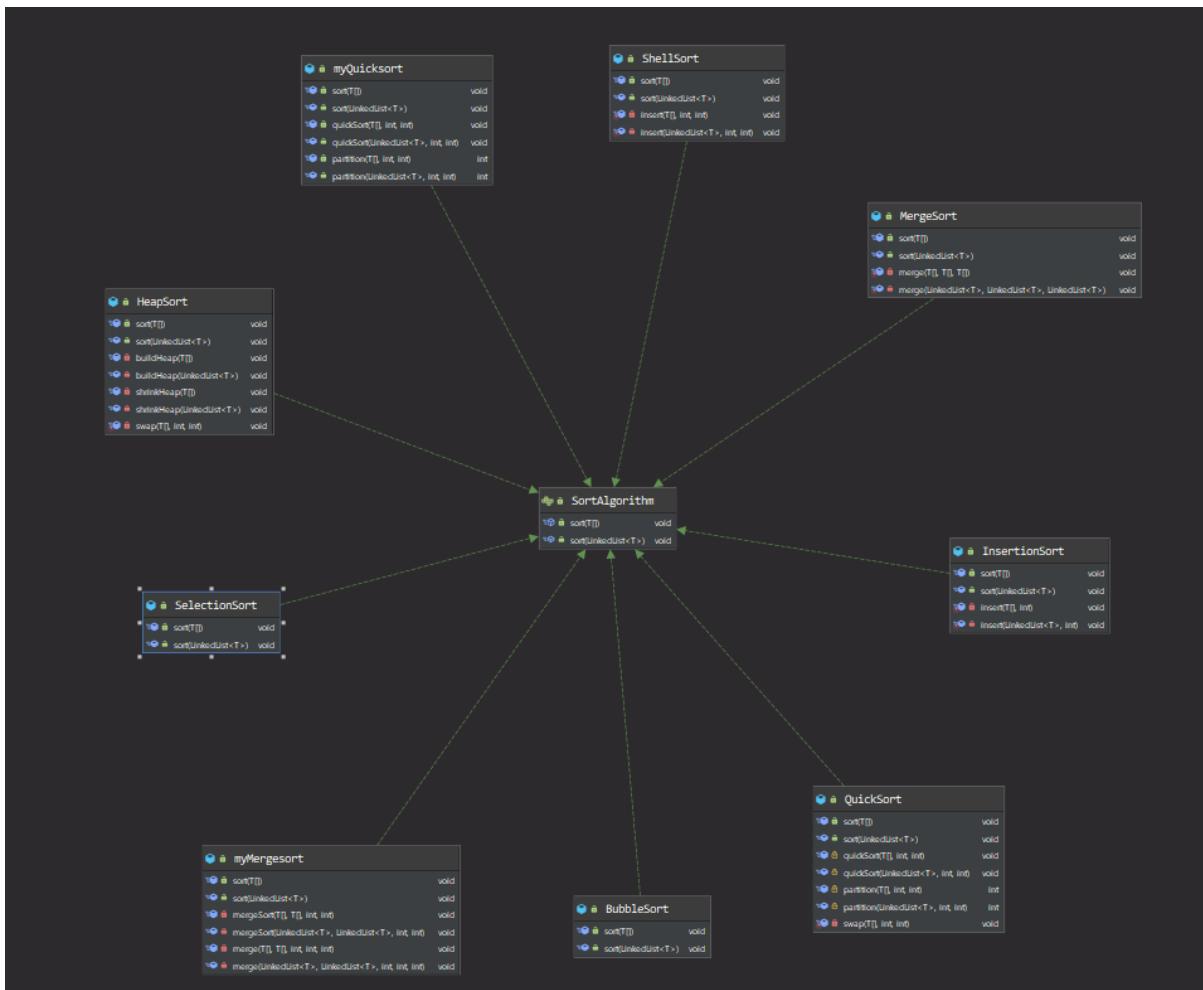 myQuicksort
sort(T[]) void
sort(LinkedList<T>) void
quickSort(T[], int, int) void
quickSort(LinkedList<T>, int, int) void
partition(T[], int, int) int
partition(LinkedList<T>, int, int) int
ShellSort
sort(T[]) void
sort(LinkedList<T>) void
insert(T[], int, int) void
insert(LinkedList<T>, int, int) void
MergeSort
sort(T[]) void
sort(LinkedList<T>) void
merge(T[], T[], T[]) void
merge(LinkedList<T>, LinkedList<T>, LinkedList<T>) void
HeapSort
sort(T[]) void
sort(LinkedList<T>) void
buildHeap(T[]) void
buildHeap(LinkedList<T>) void
shrinkHeap(T[]) void
shrinkHeap(LinkedList<T>) void
swap(T[], int, int) void
SortAlgorithm
sort(T[]) void
sort(LinkedList<T>) void
InsertionSort
sort(T[]) void
sort(LinkedList<T>) void
insert(T[], int) void
insert(LinkedList<T>, int) void
SelectionSort
sort(T[]) void
sort(LinkedList<T>) void
QuickSort
sort(T[]) void
sort(LinkedList<T>) void
quickSort(T[], int, int) void
quickSort(LinkedList<T>, int, int) void
partition(T[], int, int) int
partition(LinkedList<T>, int, int) int
swap(T[], int, int) void
myMergesort
sort(T[]) void
sort(LinkedList<T>) void
mergeSort(T[], T[], int, int) void
mergeSort(LinkedList<T>, LinkedList<T>, int, int) void
merge(T[], T[], int, int, int) void
merge(LinkedList<T>, LinkedList<T>, int, int, int) void
BubbleSort
sort(T[]) void
sort(LinkedList<T>) void